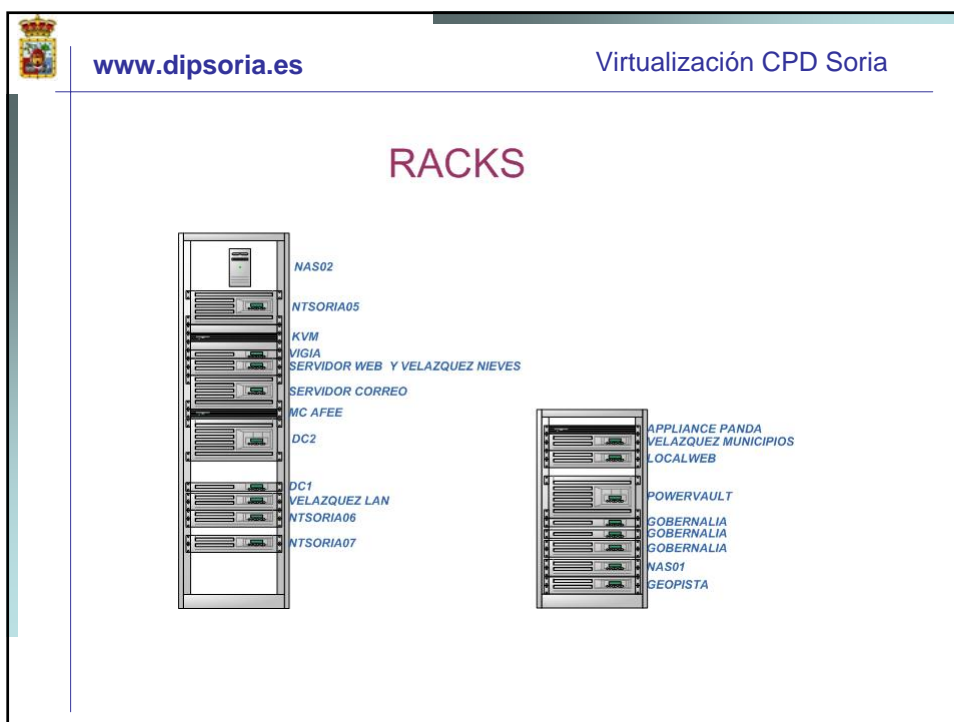 www.dipsoria.es
Virtualización CPD Soria
RACKS
NAS02
NTSORIA05
KVM
VIGIA
SERVIDOR WEB Y VELAZQUEZ NIEVES
SERVIDOR CORREO
MC AFEE
DC2
DC1
VELAZQUEZ LAN
NTSORIA06
NTSORIA07
APPLIANCE PANDA
VELAZQUEZ MUNICIPIOS
LOCALWEB
POWERVAULT
GOBERNALIA
GOBERNALIA
GOBERNALIA
NAS01
GEOPISTA